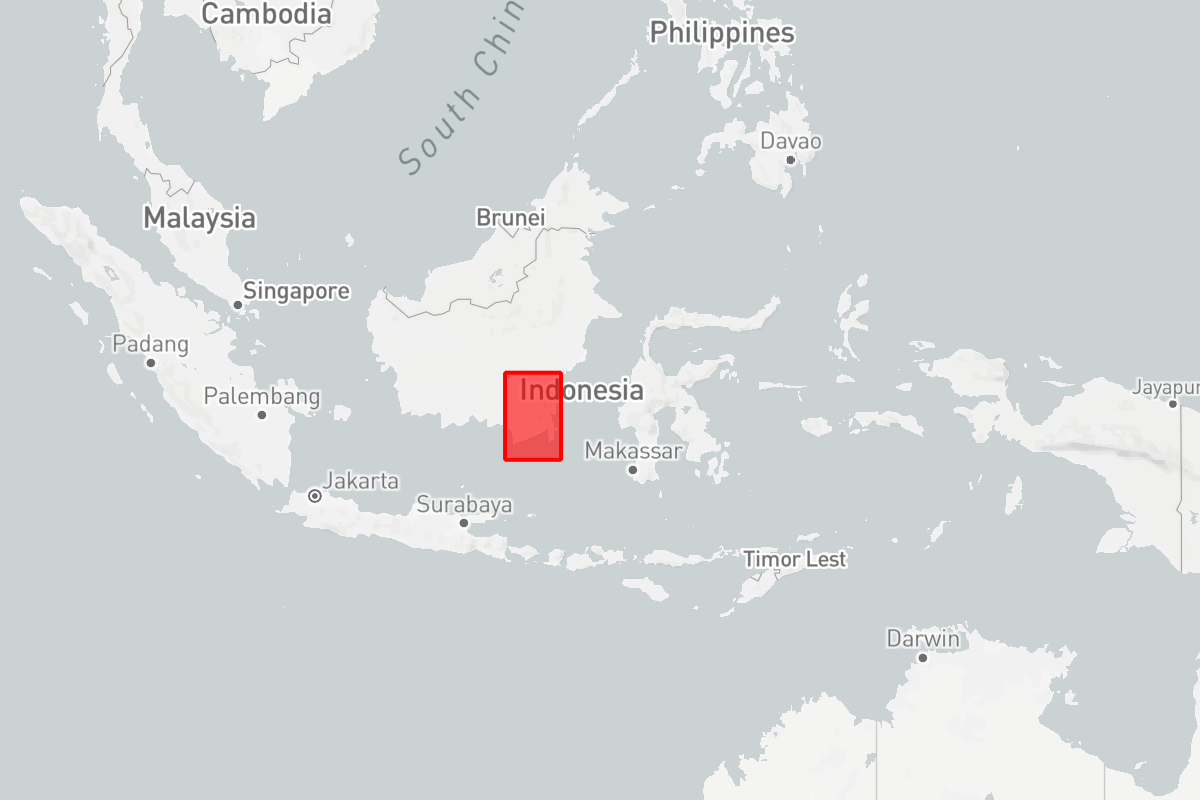 Cambodia
Philippines
South Chin
Davao
Malaysia
Brunei
Singapore
Padang
Palembang
Indonesia
Jayapur
Makassar
Jakarta
Surabaya
Timor Lest
Darwin